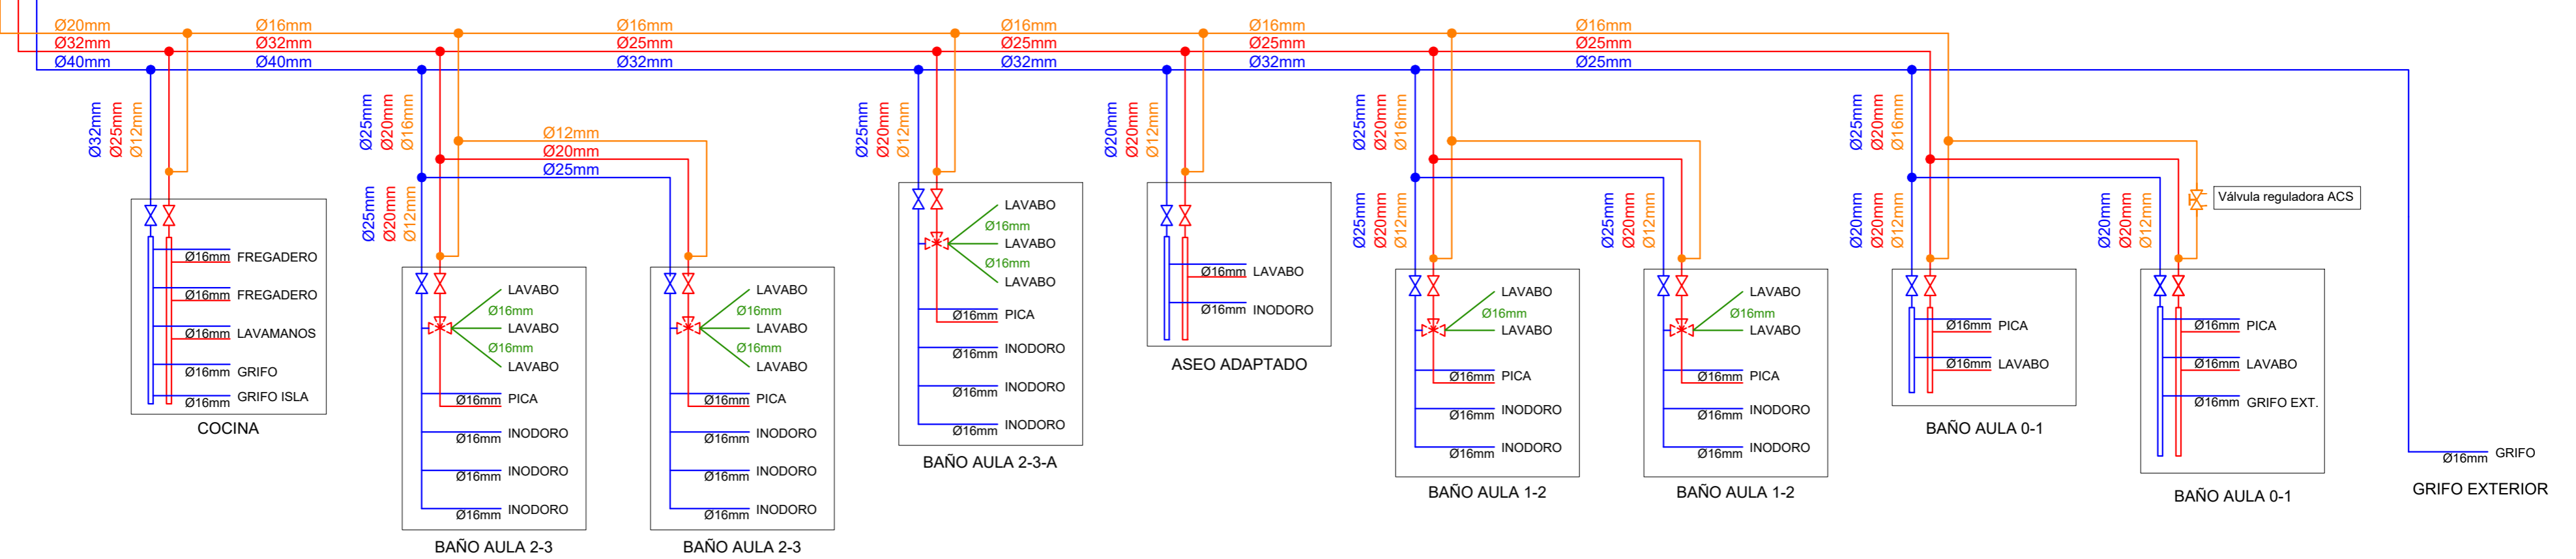 Ø20mm Ø16mm Ø16mm Ø16mm Ø16mm Ø16mm
Ø32mm Ø32mm Ø25mm Ø25mm Ø25mm Ø25mm
Ø40mm Ø40mm Ø32mm Ø32mm Ø32mm Ø25mm
Ø32mm
Ø25mm
Ø12mm
Ø16mm FREGADERO
Ø16mm FREGADERO
Ø16mm LAVAMANOS
Ø16mm GRIFO
Ø16mm GRIFO ISLA
COCINA
Ø25mm
Ø20mm
Ø16mm
Ø12mm
Ø20mm
Ø25mm
Ø25mm
Ø20mm
Ø12mm
LAVABO
Ø16mm
LAVABO
Ø16mm
LAVABO
Ø16mm PICA
Ø16mm INODORO
Ø16mm INODORO
Ø16mm INODORO
BAÑO AULA 2-3
LAVABO
Ø16mm
LAVABO
Ø16mm
LAVABO
Ø16mm PICA
Ø16mm INODORO
Ø16mm INODORO
Ø16mm INODORO
BAÑO AULA 2-3
Ø25mm
Ø20mm
Ø12mm
LAVABO
Ø16mm
LAVABO
Ø16mm
LAVABO
Ø16mm PICA
Ø16mm INODORO
Ø16mm INODORO
Ø16mm INODORO
BAÑO AULA 2-3-A
Ø20mm
Ø20mm
Ø12mm
Ø16mm LAVABO
Ø16mm INODORO
ASEO ADAPTADO
Ø25mm
Ø20mm
Ø16mm
Ø25mm
Ø20mm
Ø12mm
LAVABO
Ø16mm
LAVABO
Ø16mm PICA
Ø16mm INODORO
Ø16mm INODORO
BAÑO AULA 1-2
Ø25mm
Ø20mm
Ø12mm
LAVABO
Ø16mm
LAVABO
Ø16mm PICA
Ø16mm INODORO
Ø16mm INODORO
BAÑO AULA 1-2
Ø25mm
Ø20mm
Ø16mm
Ø20mm
Ø20mm
Ø12mm
Ø16mm PICA
Ø16mm LAVABO
BAÑO AULA 0-1
Ø20mm
Ø20mm
Ø12mm
Válvula reguladora ACS
Ø16mm PICA
Ø16mm LAVABO
Ø16mm GRIFO EXT.
BAÑO AULA 0-1
Ø16mm GRIFO
GRIFO EXTERIOR